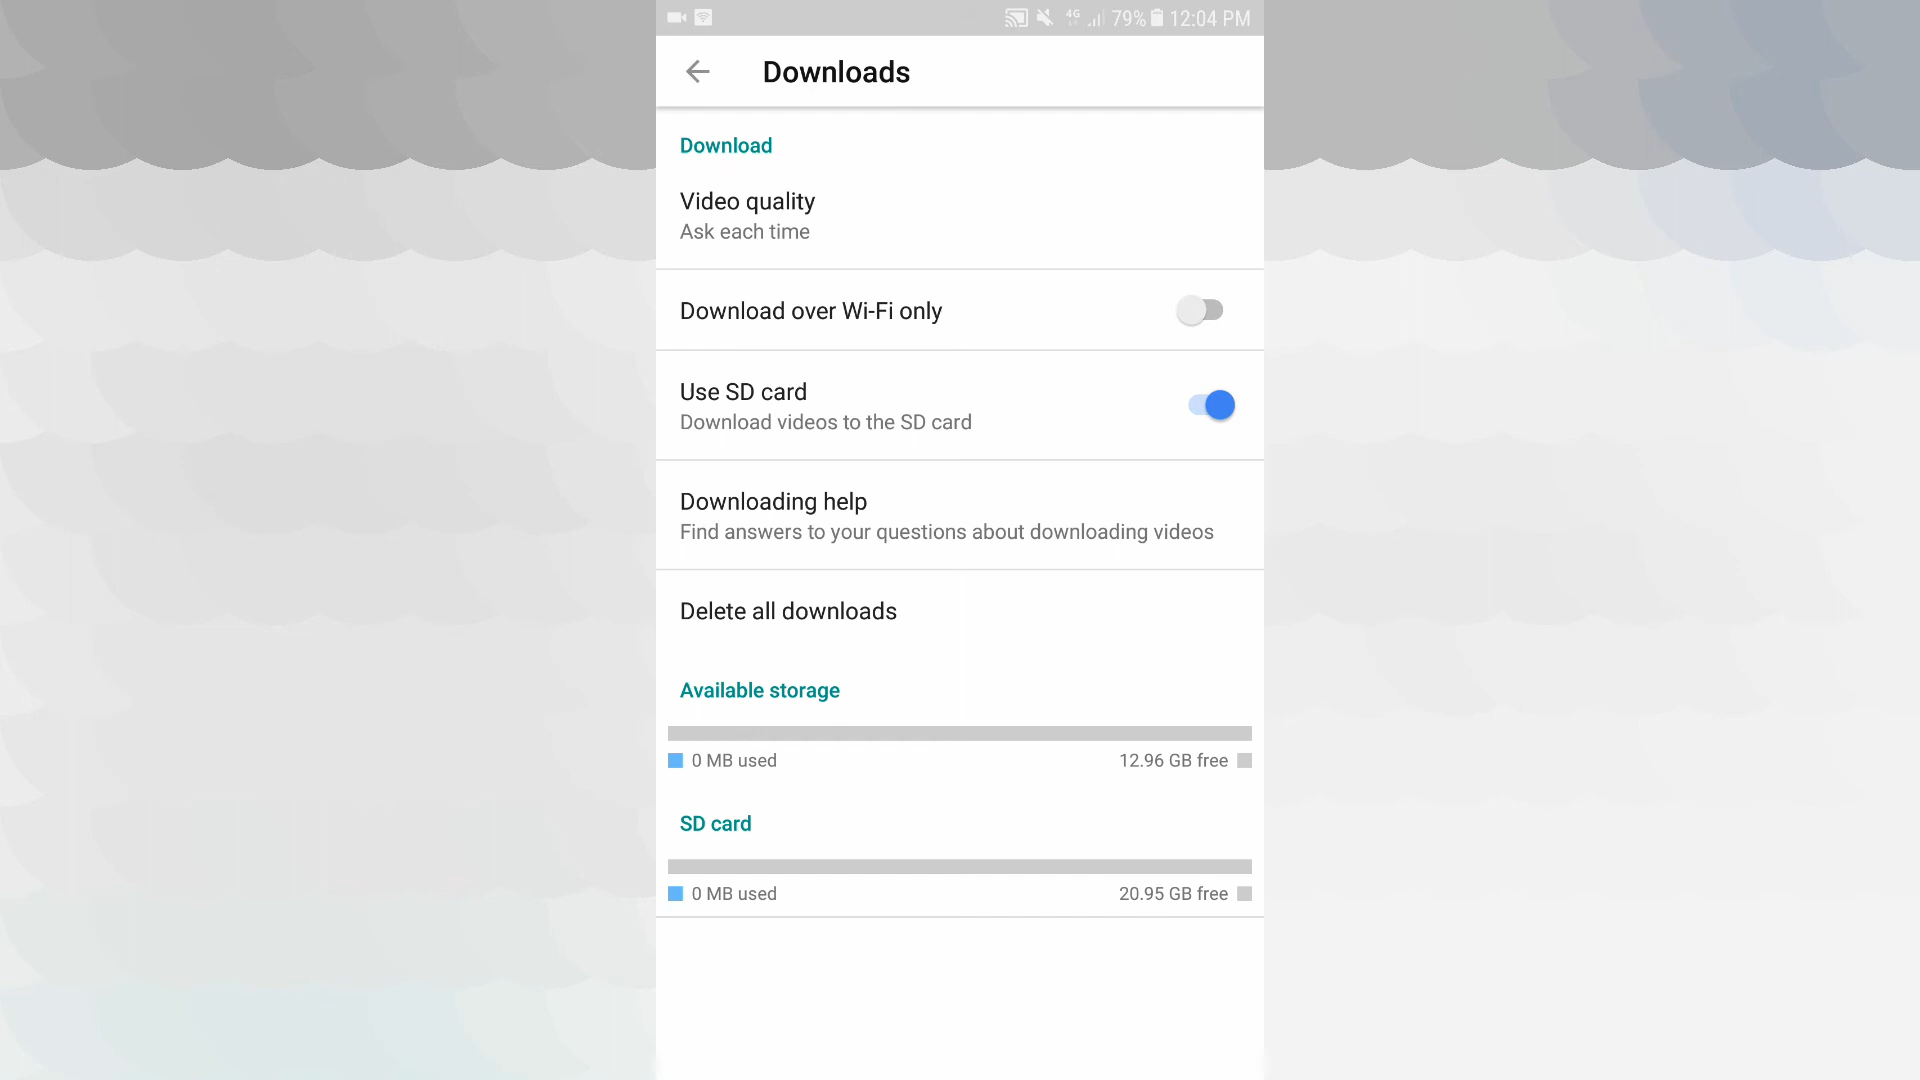 4G 79% 12:04 PM
Downloads
Download
Video quality
Ask each time
Download over Wi-Fi only
Use SD card
Download videos to the SD card
Downloading help
Find answers to your questions about downloading videos
Delete all downloads
Available storage
0 MB used 12.96 GB free
SD card
0 MB used 20.95 GB free